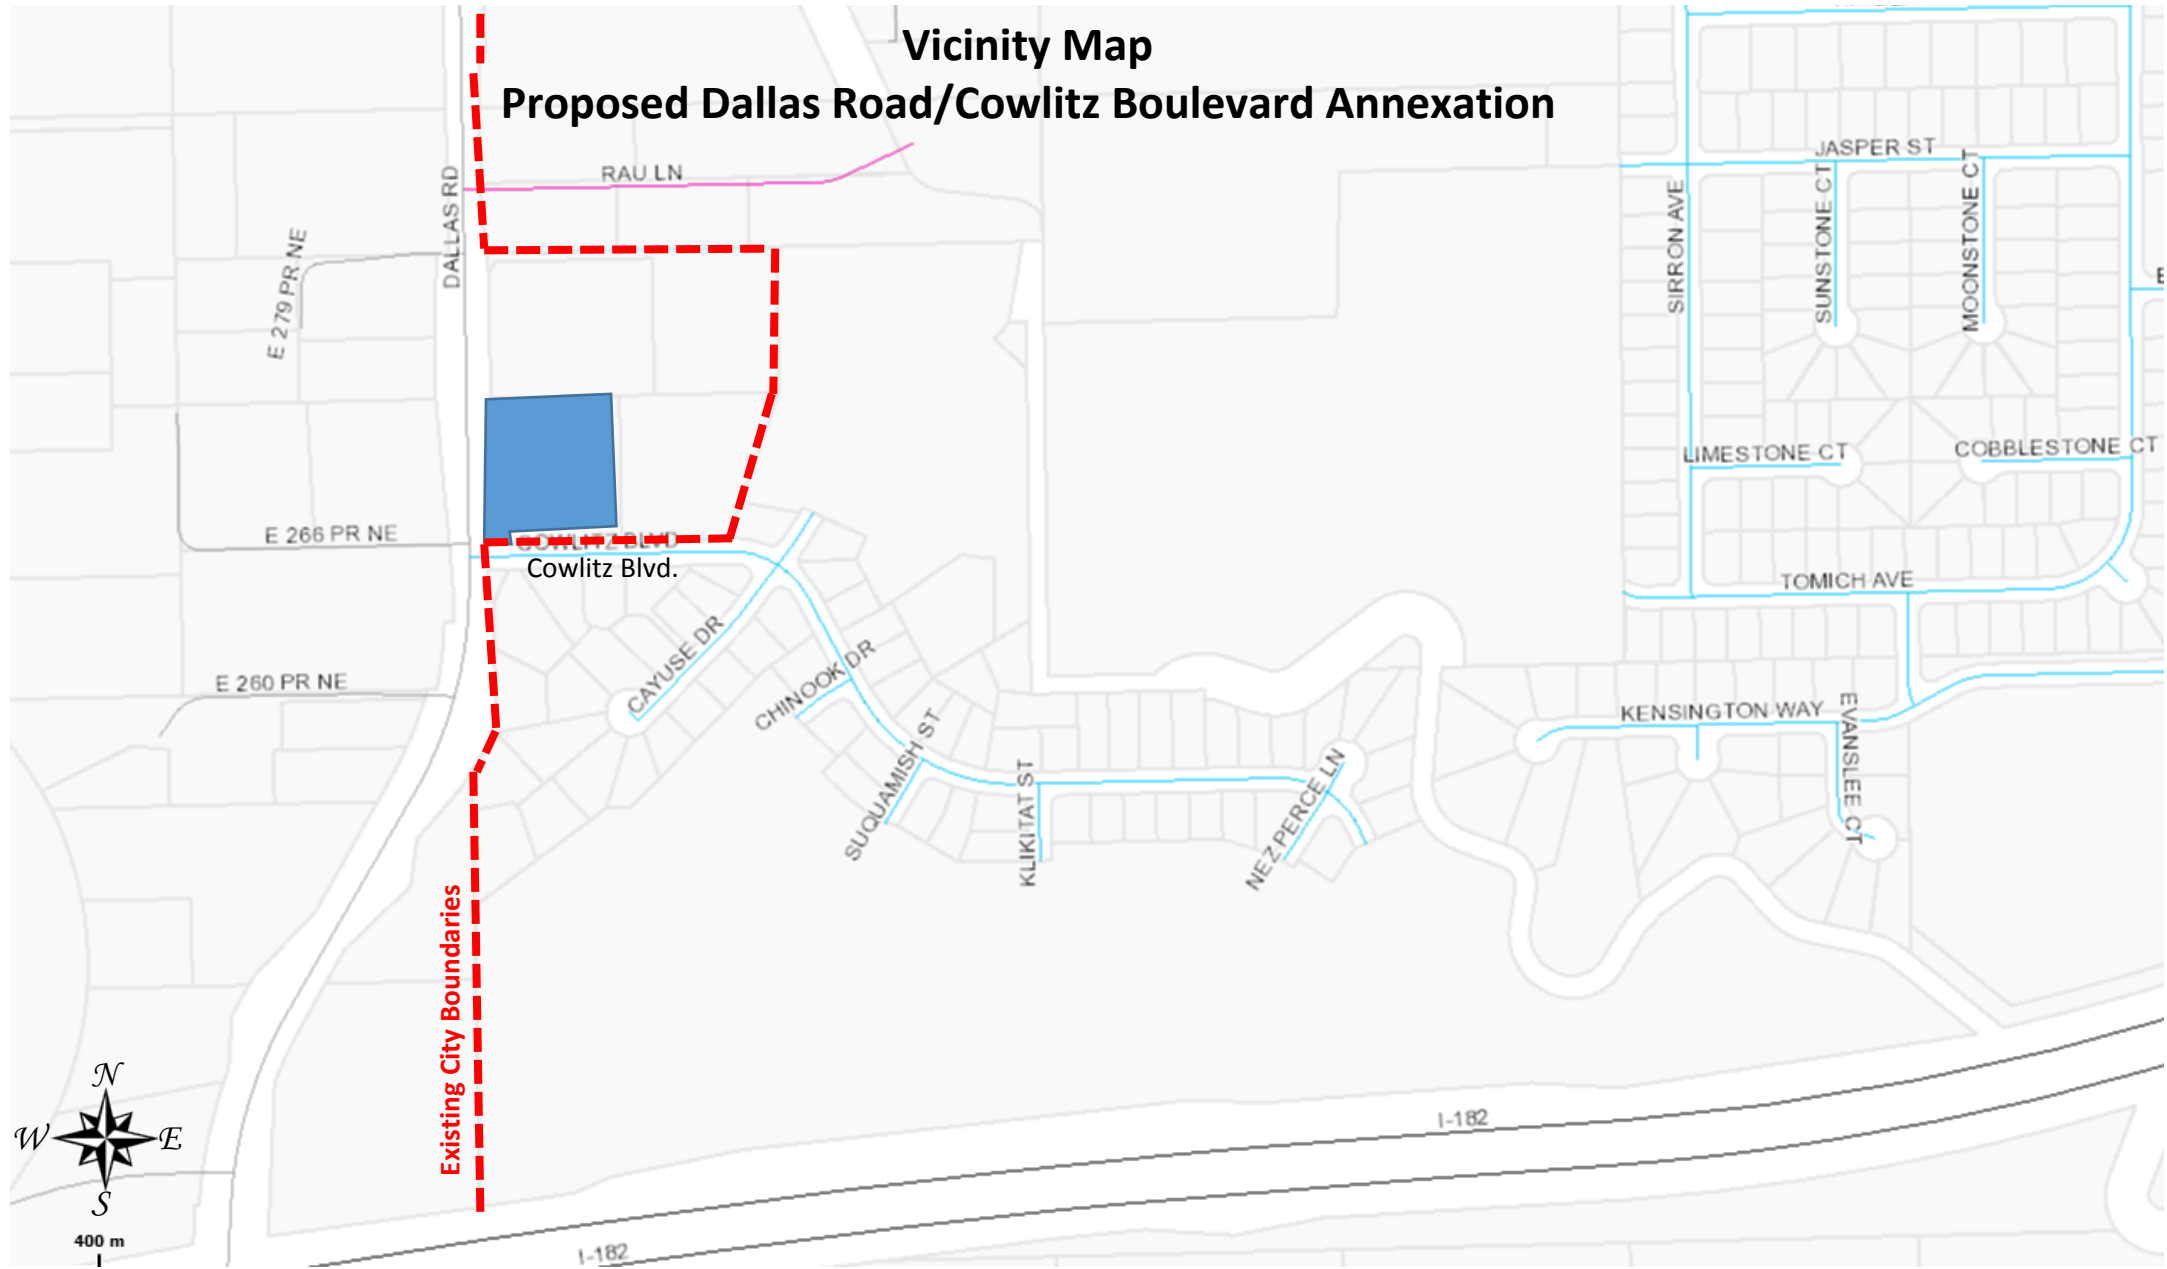 Vicinity Map
Proposed Dallas Road/Cowlitz Boulevard Annexation
JASPER ST
RAU LN
DALLAS RD
SIRRON AVE
SUNSTONE CT
MOONSTONE CT
E 279 PR NE
LIMESTONE CT
COBBLESTONE CT
E 266 PR NE
COWLITZ BLVD
Cowlitz Blvd.
TOMICH AVE
E 260 PR NE
CAYUSE DR
CHINOOK DR
KENSINGTON WAY
EVANSLEE CT
SUQUAMISH ST
KLIKITAT ST
NEZ PERCE LN
Existing City Boundaries
N
W
E
S
I-182
400 m
I-182